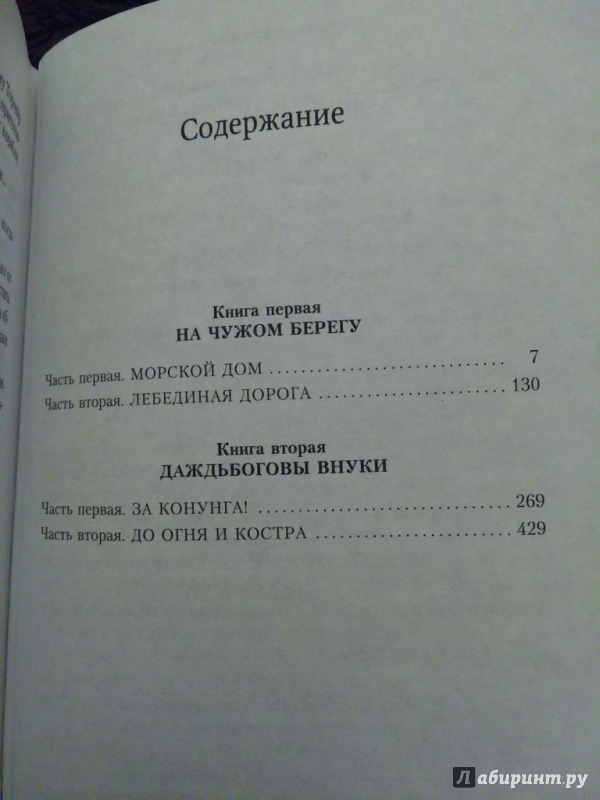 Содержание
Книга первая
НА ЧУЖОМ БЕРЕГУ
Часть первая. МОРСКОЙ ДОМ . . . . . . . . . . . . . . . . . . . . . . . . . . . . 7
Часть вторая. ЛЕБЕДИНАЯ ДОРОГА . . . . . . . . . . . . . . . . . . . . . . 130
Книга вторая
ДАЖДЬБОГОВЫ ВНУКИ
Часть первая. ЗА КОНУНГА! . . . . . . . . . . . . . . . . . . . . . . . . . . . . 269
Часть вторая. ДО ОГНЯ И КОСТРА . . . . . . . . . . . . . . . . . . . . . . 429
Лабиринт.ру